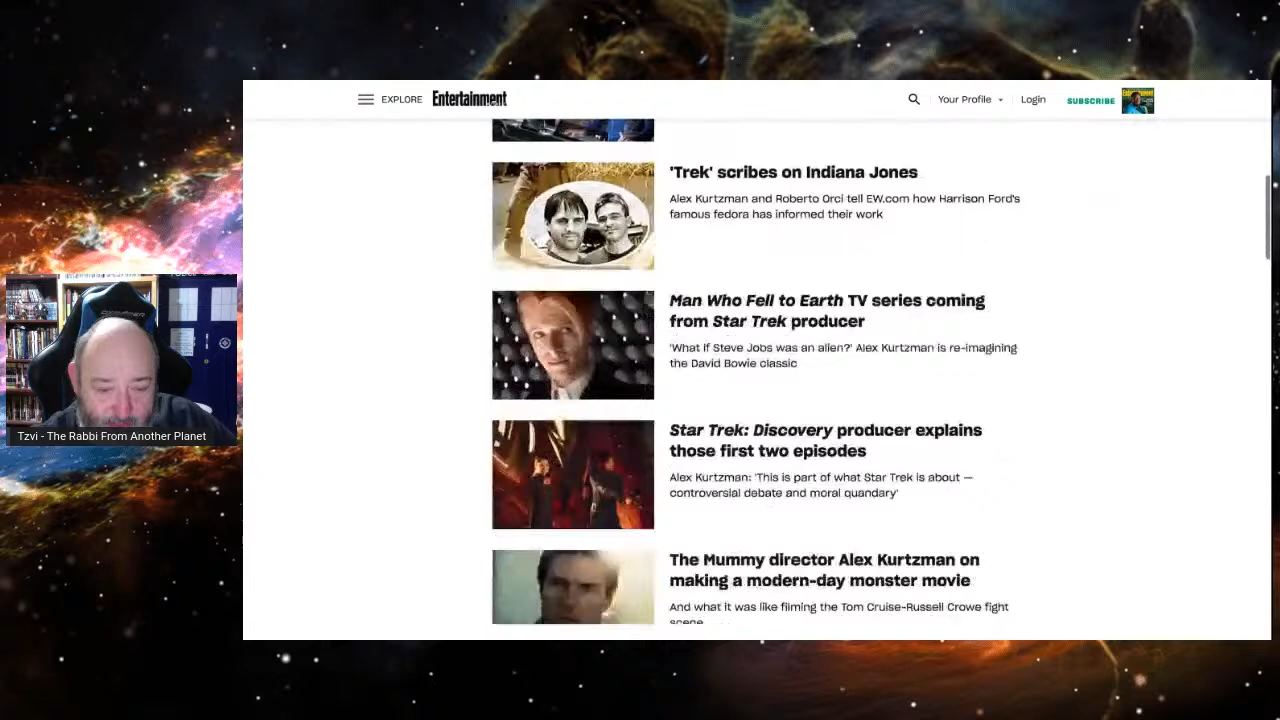 EXPLORE
Entertainment
Your Profile
Login
SUBSCRIBE
'Trek' scribes on Indiana Jones
Alex Kurtzman and Roberto Orci tell EW.com how Harrison Ford's
famous fedora has informed their work
Man Who Fell to Earth TV series coming
from Star Trek producer
'What if Steve Jobs was an alien?' Alex Kurtzman is re-imagining
the David Bowie classic
Star Trek: Discovery producer explains
those first two episodes
Alex Kurtzman: 'This is part of what Star Trek is about —
controversial debate and moral quandary'
The Mummy director Alex Kurtzman on
making a modern-day monster movie
And what it was like filming the Tom Cruise-Russell Crowe fight
scene
Tzvi - The Rabbi From Another Planet